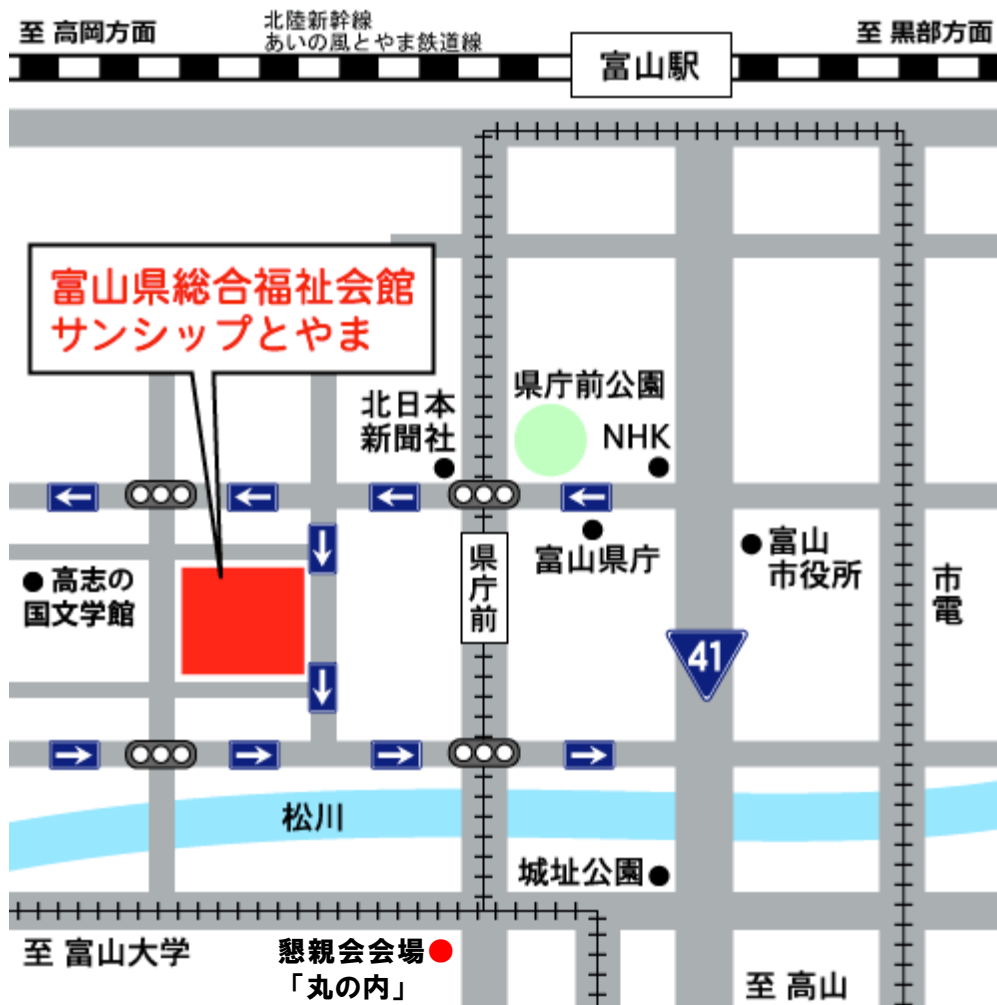 至 高岡方面
北陸新幹線
あいの風とやま鉄道線
至 黒部方面
富山駅
富山県総合福祉会館
サンシップとやま
北日本
新聞社
県庁前公園
NHK
富山県庁
富山
市役所
高志の
国文学館
県庁前
市電
41
松川
城址公園
至 富山大学
懇親会会場
「丸の内」
至 高山